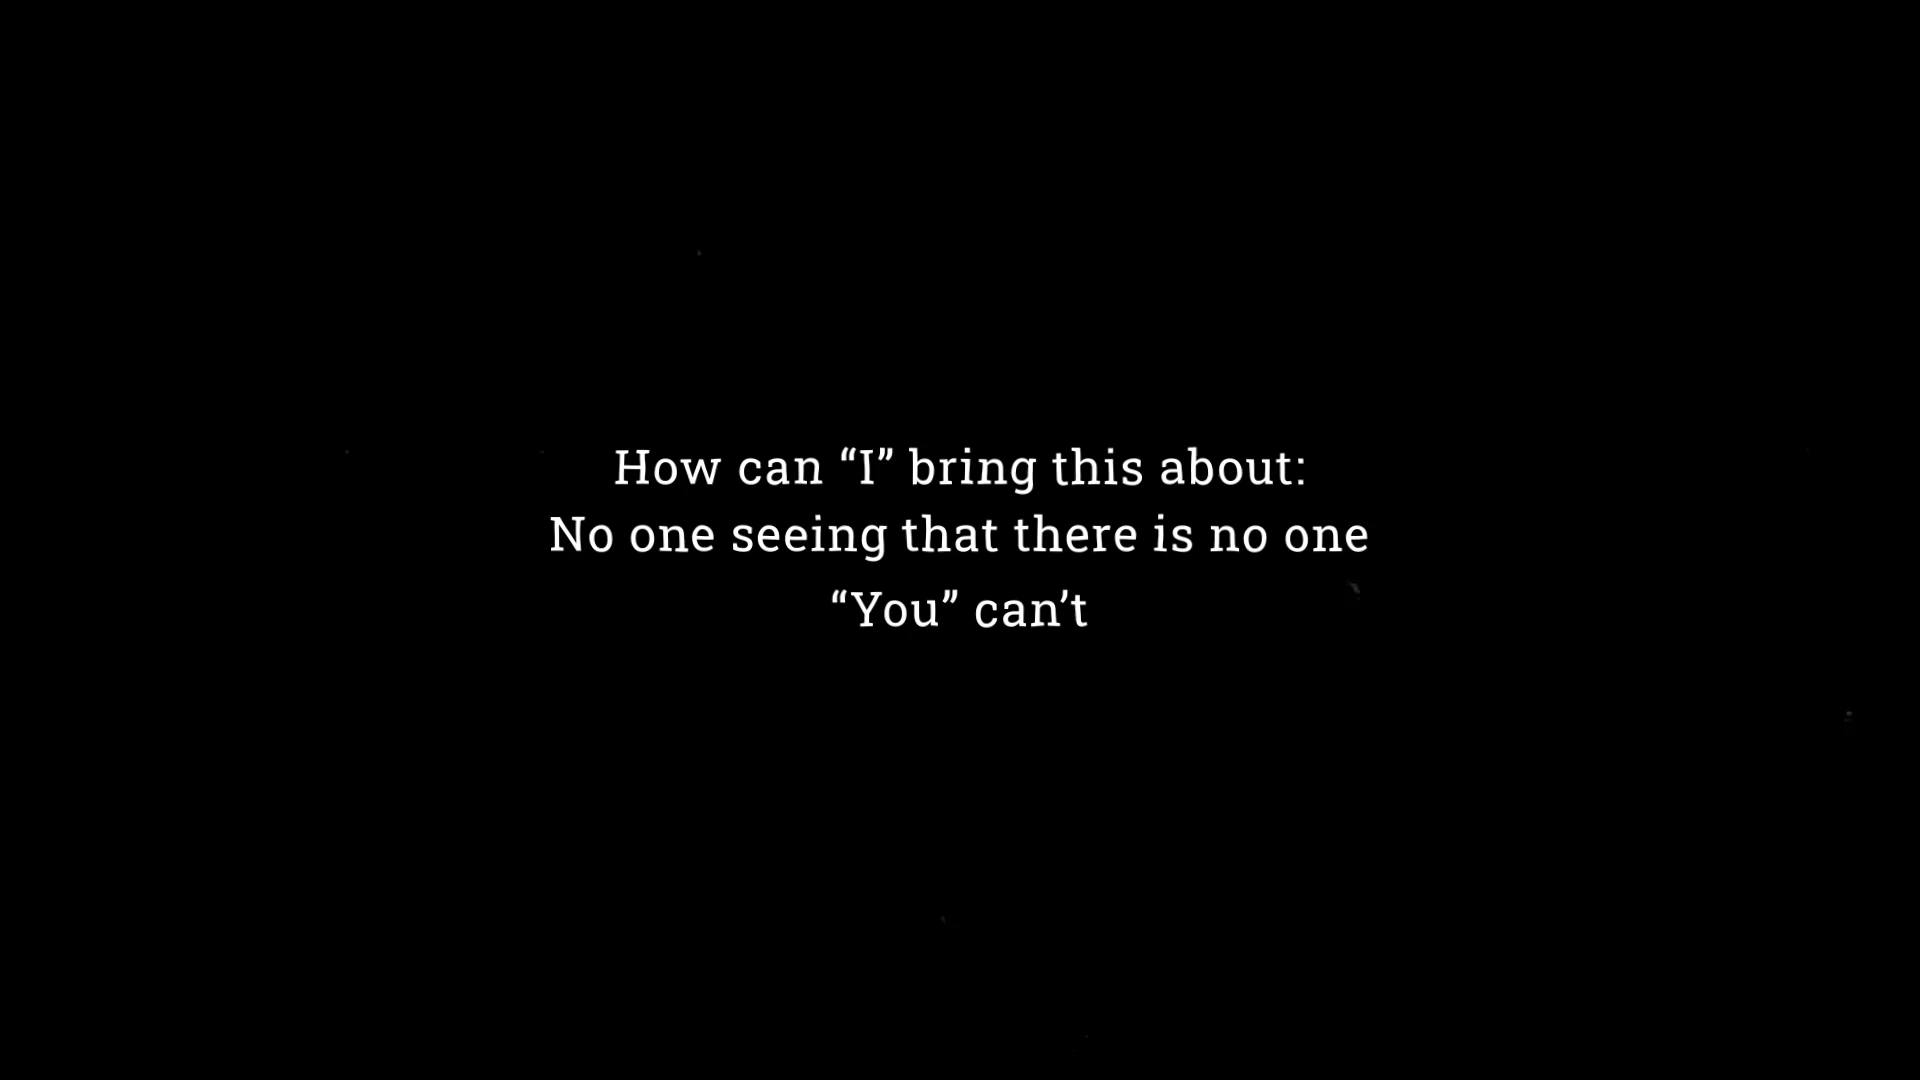 How can “I” bring this about:
No one seeing that there is no one
“You” can’t